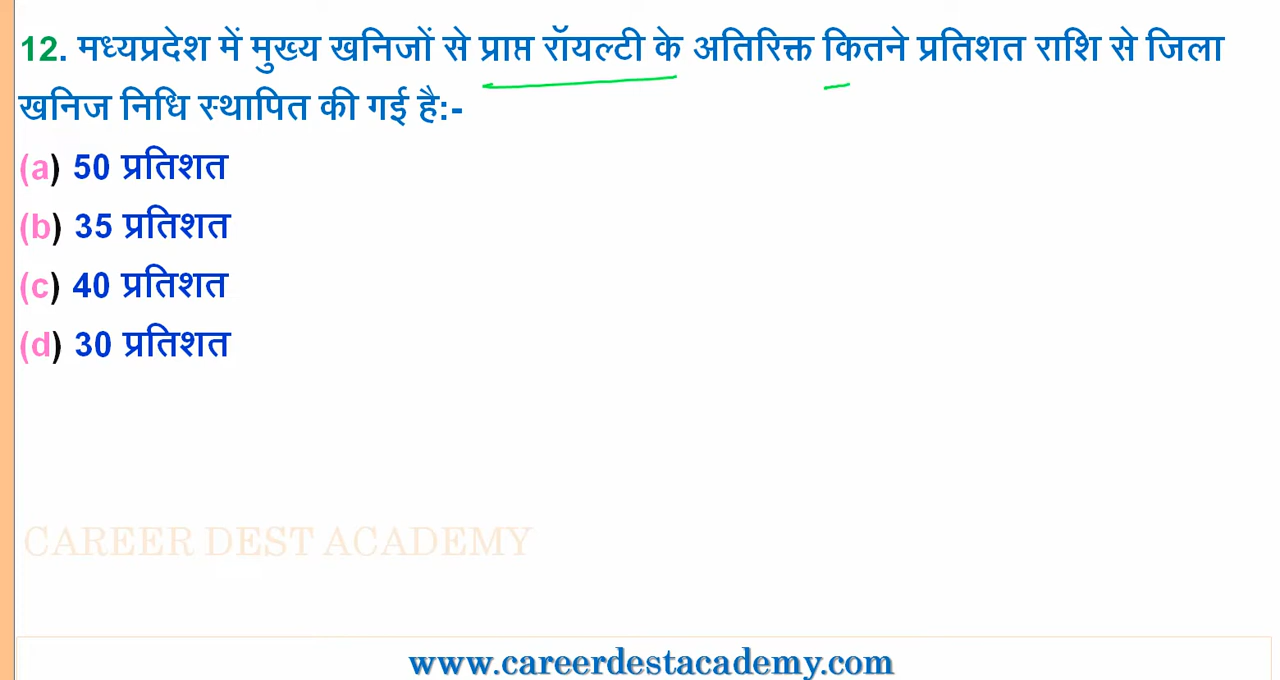 12. मध्यप्रदेश में मुख्य खनिजों से प्राप्त रॉयल्टी के अतिरिक्त कितने प्रतिशत राशि से जिला
खनिज निधि स्थापित की गई है:-
(a) 50 प्रतिशत
(b) 35 प्रतिशत
(c) 40 प्रतिशत
(d) 30 प्रतिशत
CAREER DEST ACADEMY
www.careerdestacademy.com